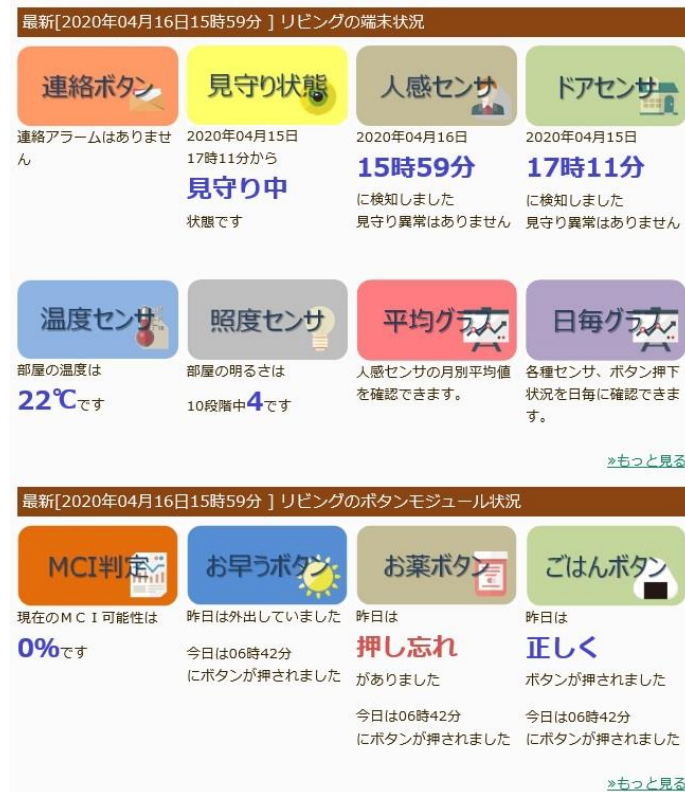 最新[2020年04月16日15時59分 ] リビングの端末状況
連絡ボタン
連絡アラームはありませ
ん
見守り状態
2020年04月15日
17時11分から
見守り中
状態です
人感センサ
2020年04月16日
15時59分
に検知しました
見守り異常はありません
ドアセンサ
2020年04月15日
17時11分
に検知しました
見守り異常はありません
温度センサ
部屋の温度は
22℃です
照度センサ
部屋の明るさは
10段階中4です
平均グラフ
人感センサの月別平均値
を確認できます。
日毎グラフ
各種センサ、ボタン押下
状況を日毎に確認できま
す。
»もっと見る
最新[2020年04月16日15時59分 ] リビングのボタンモジュール状況
MCI判定
現在のＭＣＩ可能性は
0%です
お早うボタン
昨日は外出していました
今日は06時42分
にボタンが押されました
お薬ボタン
昨日は
押し忘れ
がありました
今日は06時42分
にボタンが押されました
ごはんボタン
昨日は
正しく
ボタンが押されました
今日は06時42分
にボタンが押されました
»もっと見る